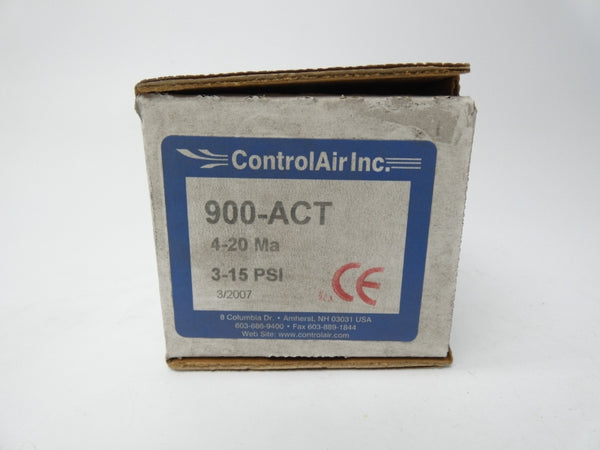 ControlAir Inc.
900-ACT
4-20 Ma
3-15 PSI
CE
3/2007
8 Columbia Dr. • Amherst, NH 03031 USA
603-886-9400 • Fax 603-889-1844
Web Site: www.controlair.com